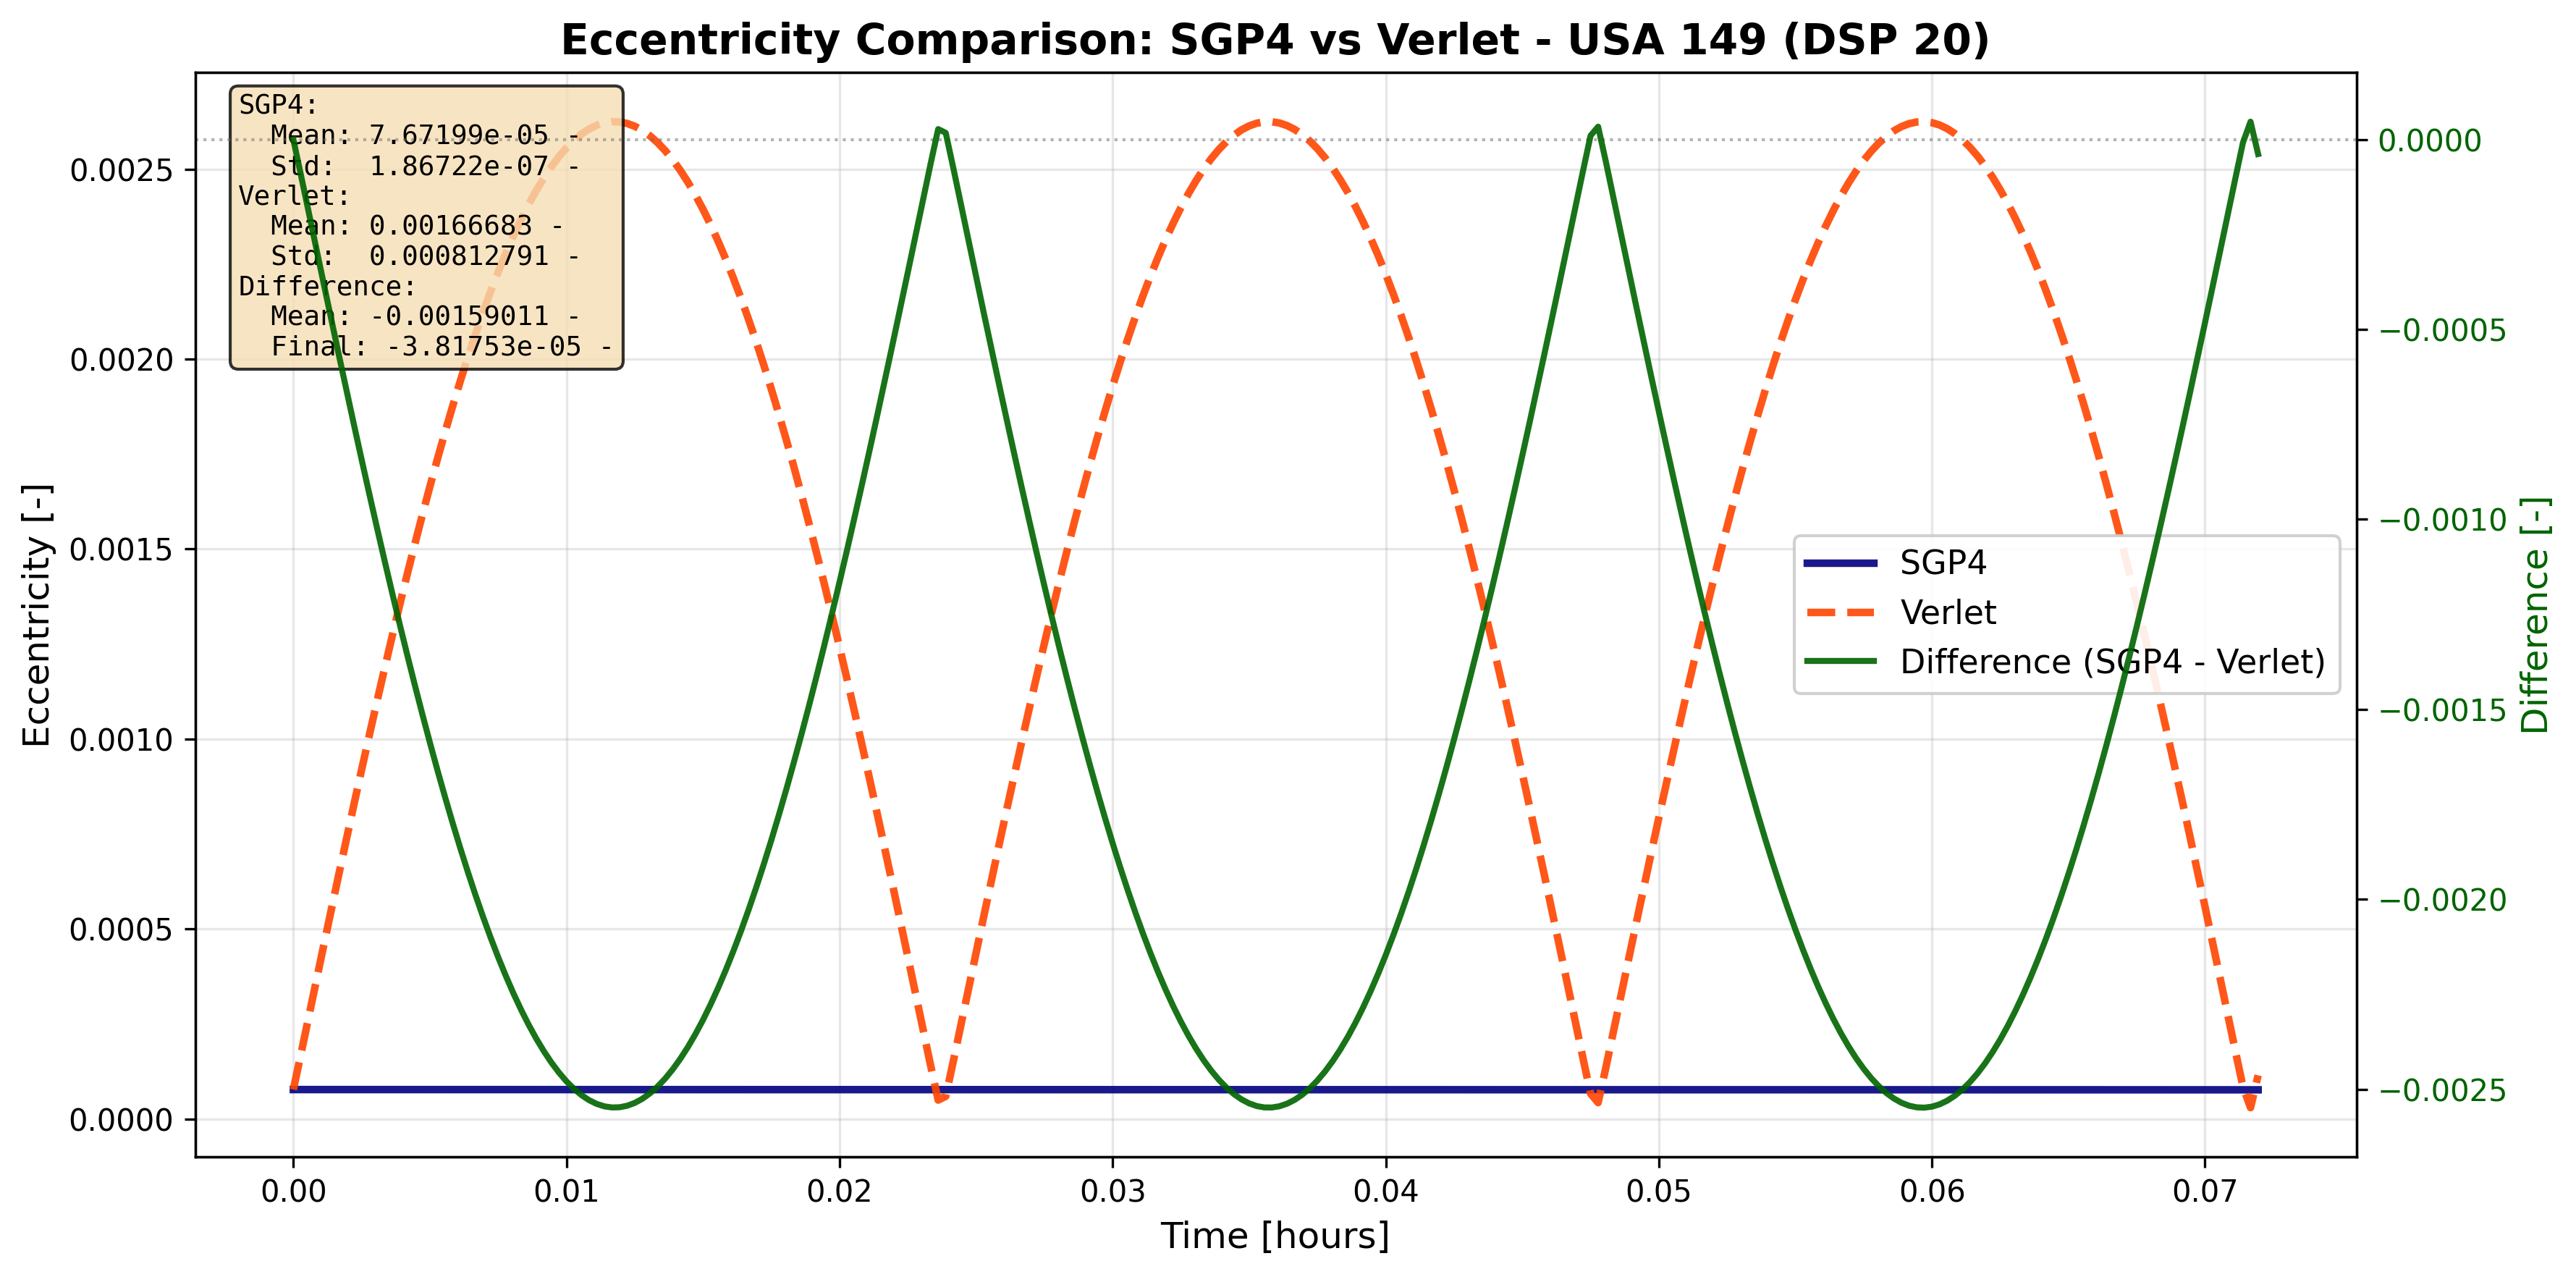 Eccentricity Comparison: SGP4 vs Verlet - USA 149 (DSP 20)
SGP4:
Mean: 7.67199e-05 -
Std: 1.86722e-07 -
Verlet:
Mean: 0.00166683 -
Std: 0.000812791 -
Difference:
Mean: -0.00159011 -
Final: -3.81753e-05 -
Eccentricity [-]
0.0025
0.0020
0.0015
0.0010
0.0005
0.0000
SGP4
Verlet
Difference (SGP4 - Verlet)
0.0000
−0.0005
−0.0010
−0.0015
−0.0020
−0.0025
Difference [-]
0.00 0.01 0.02 0.03 0.04 0.05 0.06 0.07
Time [hours]